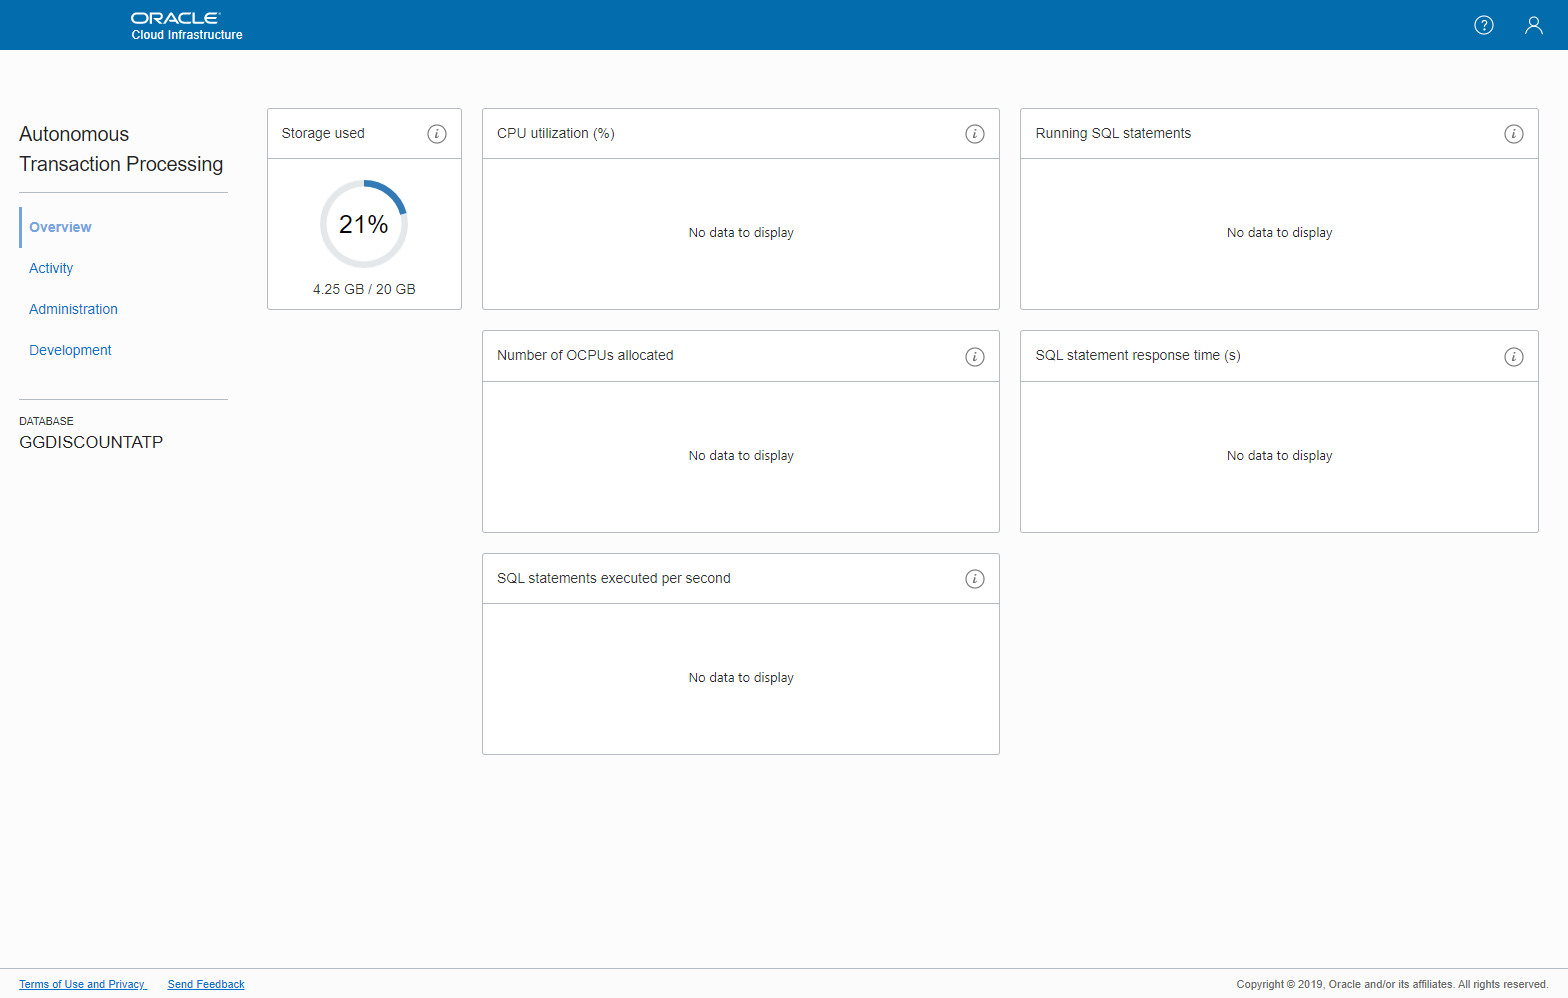 ORACLE
Cloud Infrastructure
Autonomous
Transaction Processing
Overview
Activity
Administration
Development
DATABASE
GGDISCOUNTATP
Storage used
21%
4.25 GB / 20 GB
CPU utilization (%)
No data to display
Running SQL statements
No data to display
Number of OCPUs allocated
No data to display
SQL statement response time (s)
No data to display
SQL statements executed per second
No data to display
Terms of Use and Privacy
Send Feedback
Copyright © 2019, Oracle and/or its affiliates. All rights reserved.